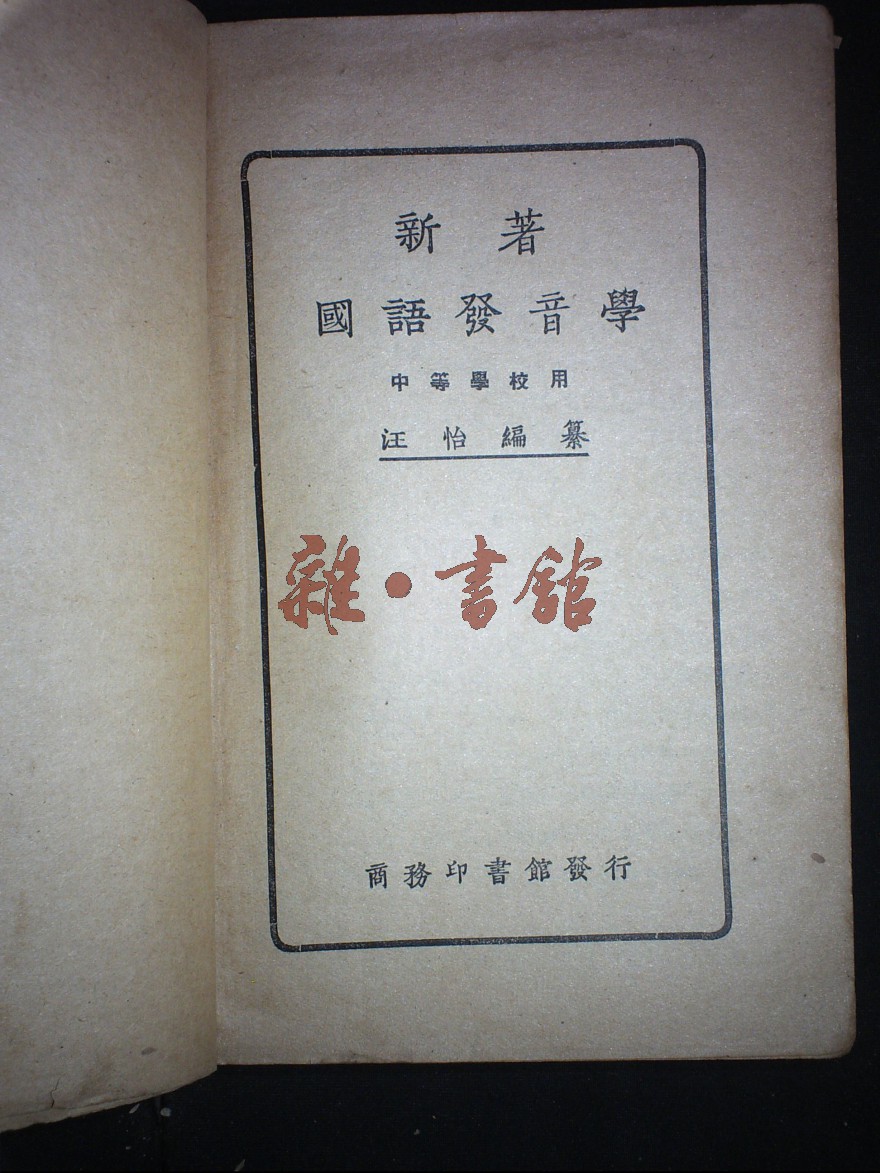 新著
國語發音學
中等學校用
汪怡編纂
雜·書館
商務印書館發行